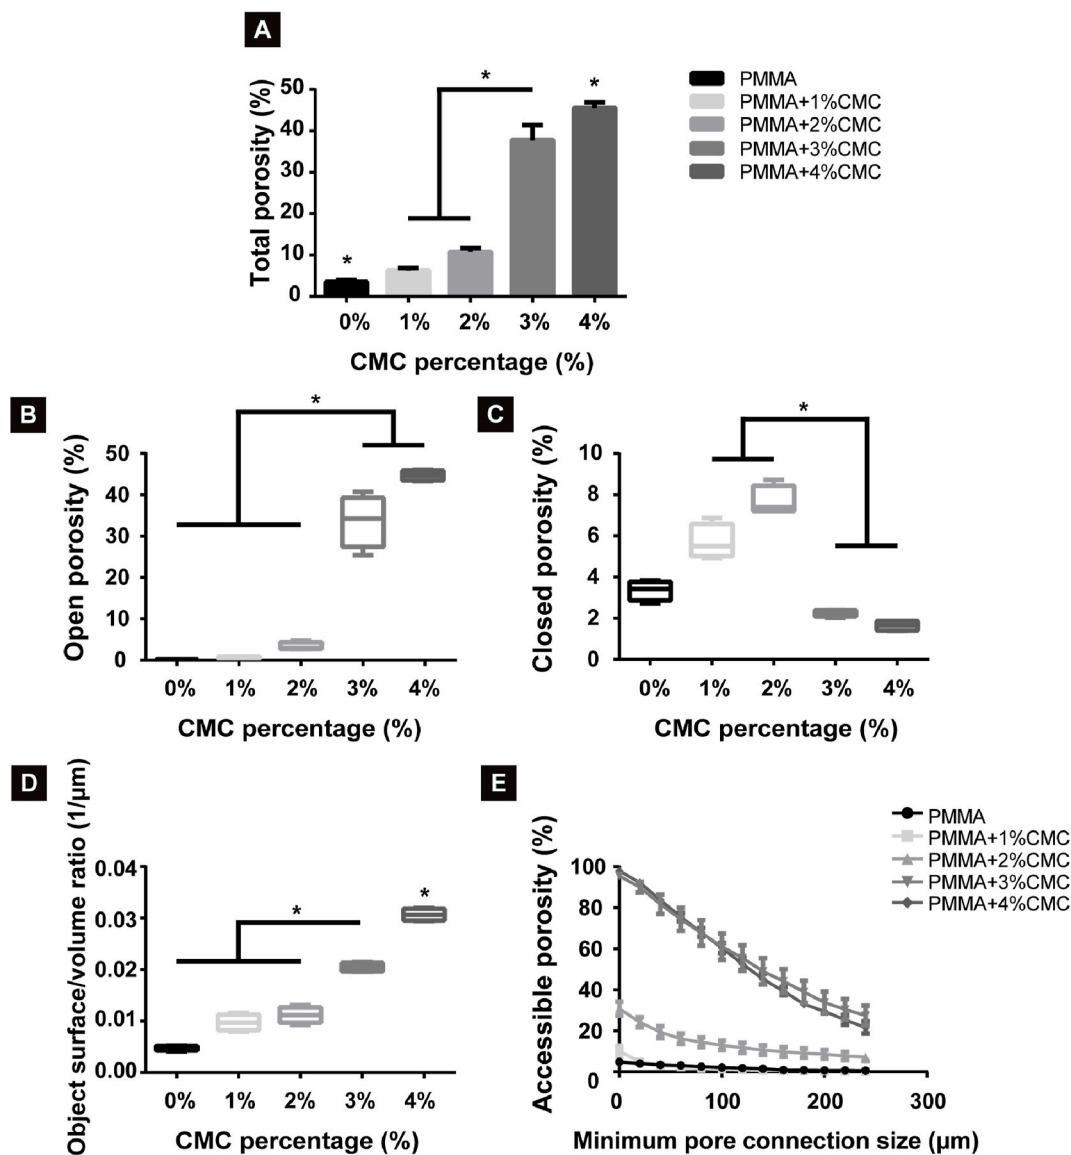 A
Total porosity (%)
50
40
30
20
10
0
*
*
*
0% 1% 2% 3% 4%
CMC percentage (%)
PMMA
PMMA+1%CMC
PMMA+2%CMC
PMMA+3%CMC
PMMA+4%CMC
B
Open porosity (%)
50
40
30
20
10
0
*
0% 1% 2% 3% 4%
CMC percentage (%)
C
Closed porosity (%)
10
8
6
4
2
0
*
0% 1% 2% 3% 4%
CMC percentage (%)
D
Object surface/volume ratio (1/μm)
0.04
0.03
0.02
0.01
0.00
*
*
0% 1% 2% 3% 4%
CMC percentage (%)
E
Accessible porosity (%)
100
80
60
40
20
0
0 100 200 300
Minimum pore connection size (μm)
PMMA
PMMA+1%CMC
PMMA+2%CMC
PMMA+3%CMC
PMMA+4%CMC